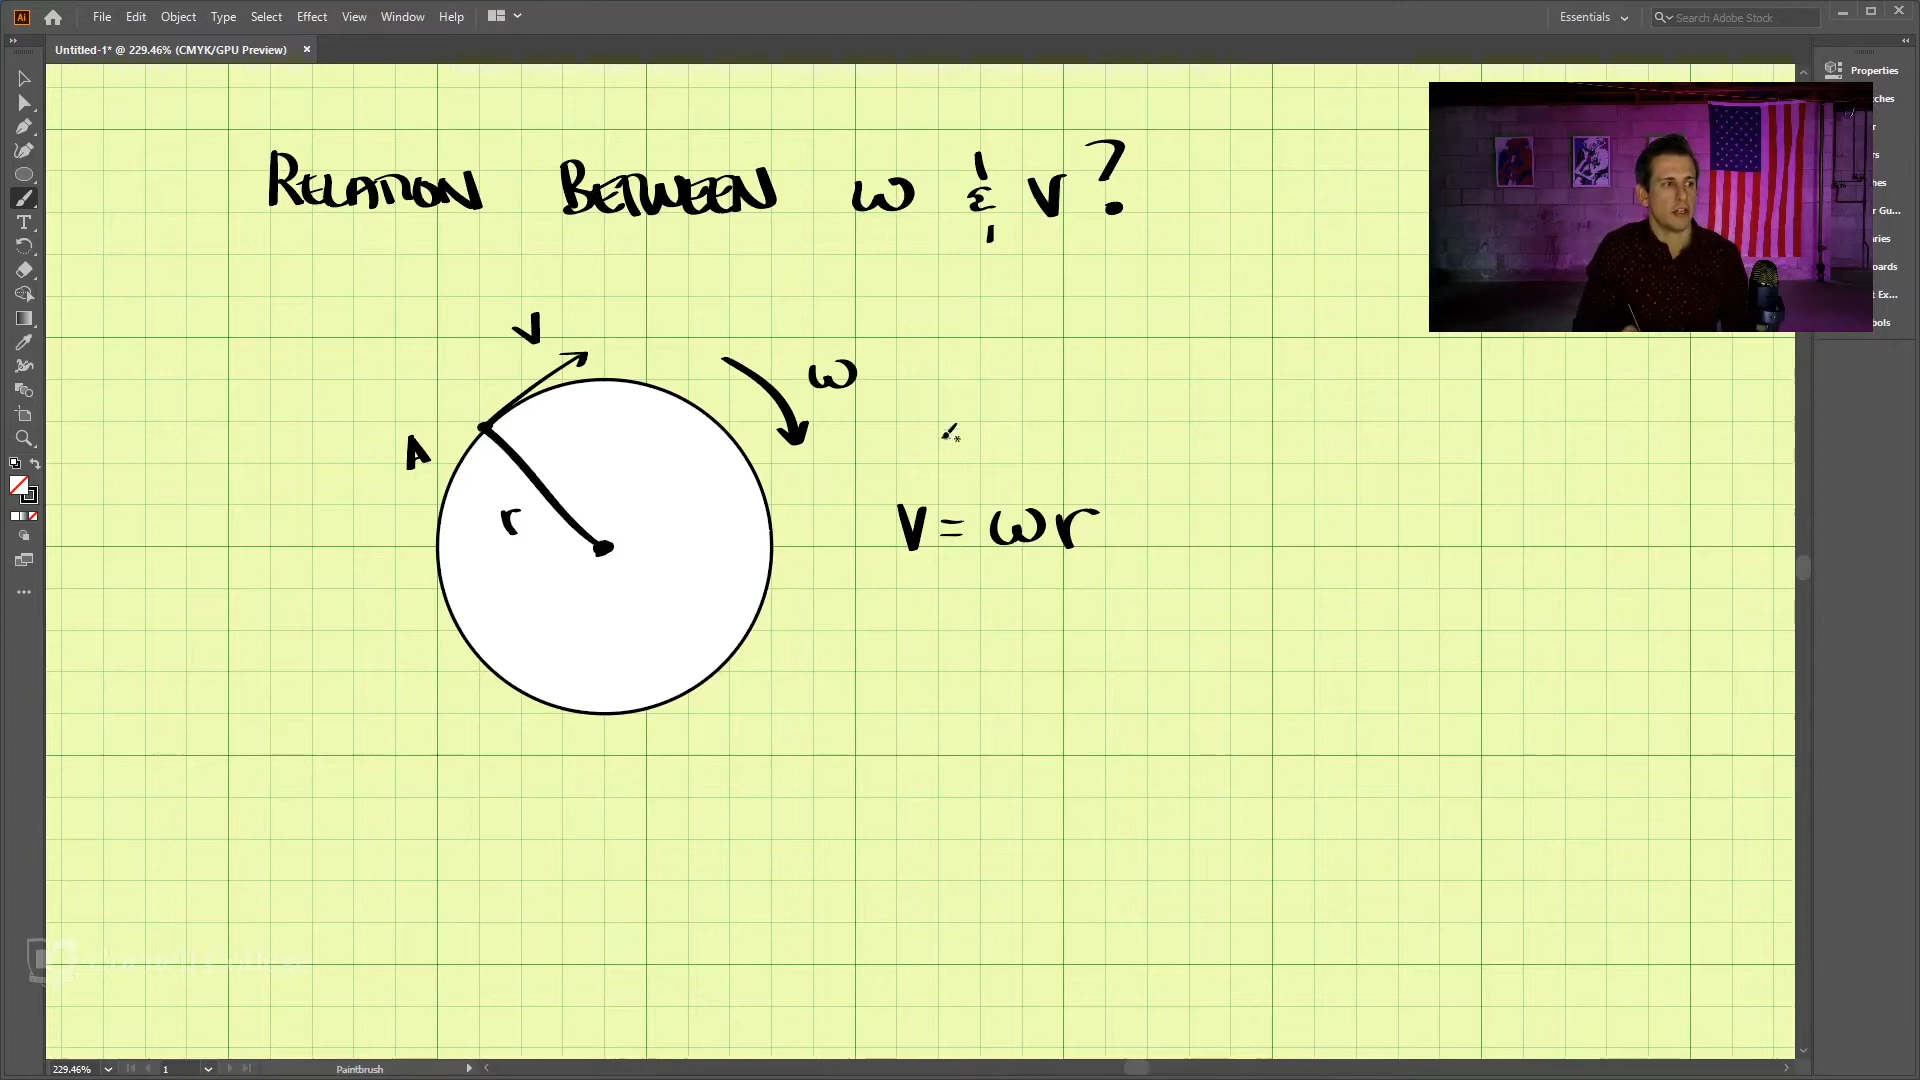 File Edit Object Type Select Effect View Window Help
Essentials
Search Adobe Stock
Untitled-1* @ 229.46% (CMYK/GPU Preview) ×
Properties
RELATION BETWEEN ω & V?
V
ω
A
r
V = ωr
229.46%
1
Paintbrush